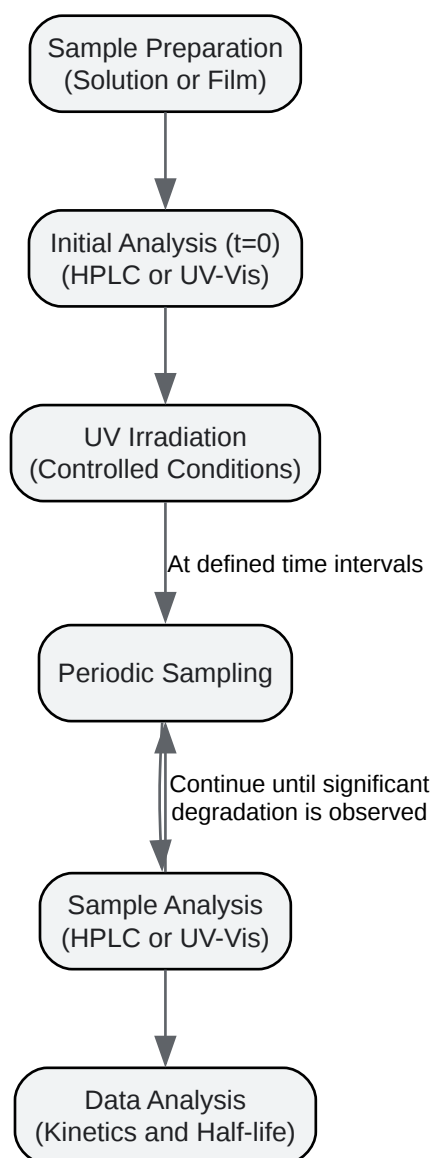 Sample Preparation
(Solution or Film)
Initial Analysis (t=0)
(HPLC or UV-Vis)
UV Irradiation
(Controlled Conditions)
At defined time intervals
Periodic Sampling
Continue until significant
degradation is observed
Sample Analysis
(HPLC or UV-Vis)
Data Analysis
(Kinetics and Half-life)